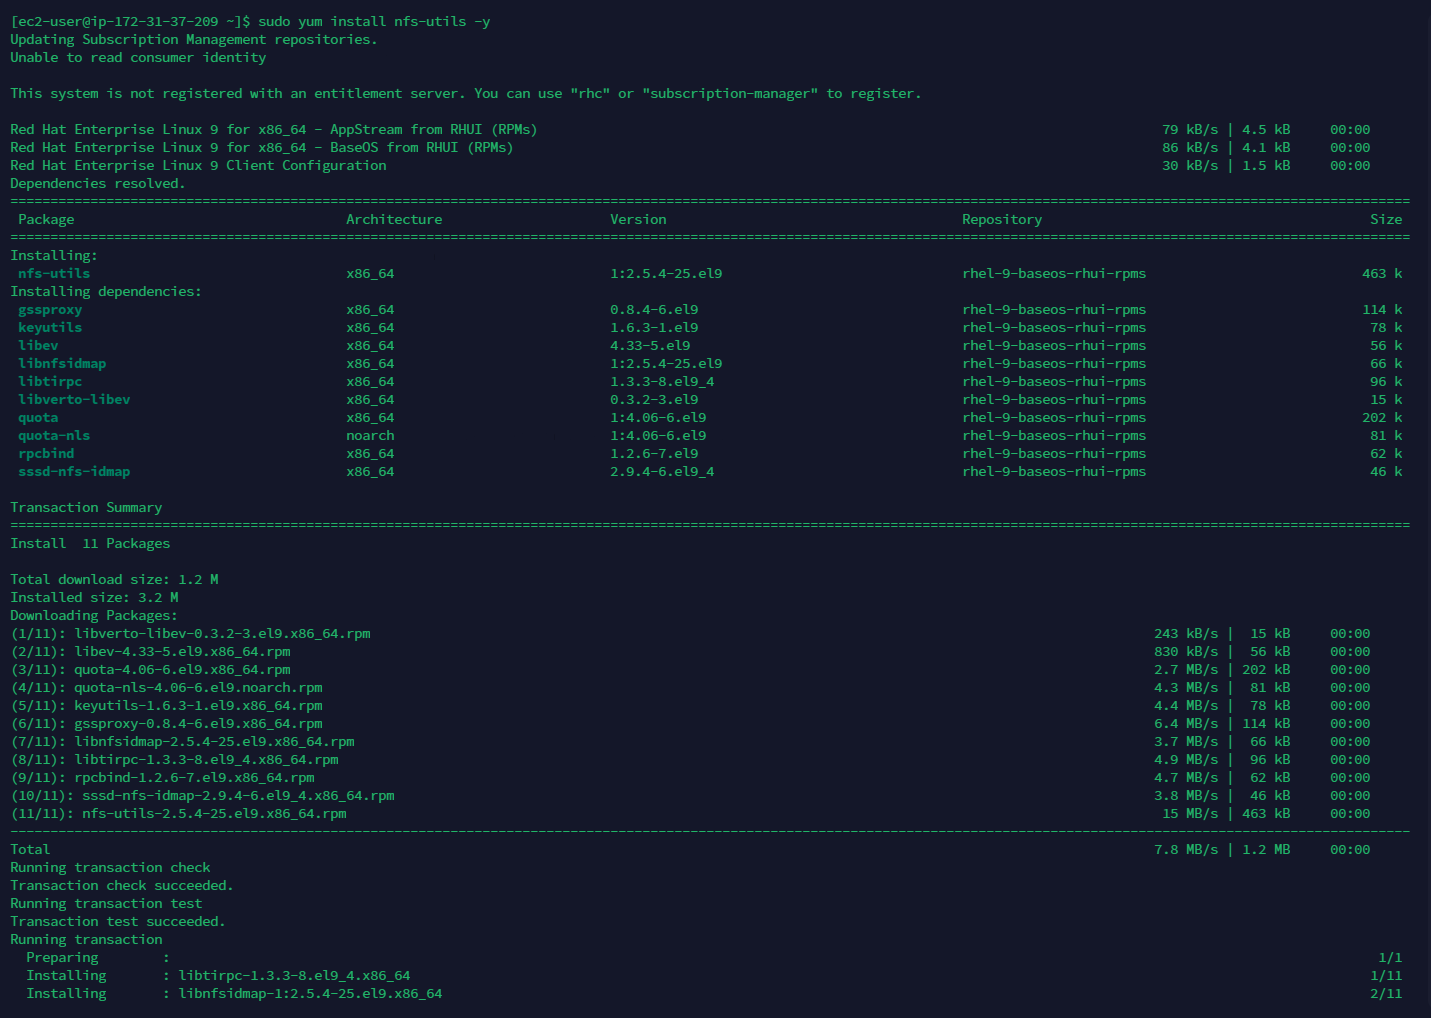 [ec2-user@ip-172-31-37-209 ~]$ sudo yum install nfs-utils -y
Updating Subscription Management repositories.
Unable to read consumer identity
This system is not registered with an entitlement server. You can use "rhc" or "subscription-manager" to register.
Red Hat Enterprise Linux 9 for x86_64 - AppStream from RHUI (RPMs) 79 kB/s | 4.5 kB 00:00
Red Hat Enterprise Linux 9 for x86_64 - BaseOS from RHUI (RPMs) 86 kB/s | 4.1 kB 00:00
Red Hat Enterprise Linux 9 Client Configuration 30 kB/s | 1.5 kB 00:00
Dependencies resolved.
Package Architecture Version Repository Size
Installing:
nfs-utils x86_64 1:2.5.4-25.el9 rhel-9-baseos-rhui-rpms 463 k
Installing dependencies:
gssproxy x86_64 0.8.4-6.el9 rhel-9-baseos-rhui-rpms 114 k
keyutils x86_64 1.6.3-1.el9 rhel-9-baseos-rhui-rpms 78 k
libev x86_64 4.33-5.el9 rhel-9-baseos-rhui-rpms 56 k
libnfsidmap x86_64 1:2.5.4-25.el9 rhel-9-baseos-rhui-rpms 66 k
libtirpc x86_64 1.3.3-8.el9_4 rhel-9-baseos-rhui-rpms 96 k
libverto-libev x86_64 0.3.2-3.el9 rhel-9-baseos-rhui-rpms 15 k
quota x86_64 1:4.06-6.el9 rhel-9-baseos-rhui-rpms 202 k
quota-nls noarch 1:4.06-6.el9 rhel-9-baseos-rhui-rpms 81 k
rpcbind x86_64 1.2.6-7.el9 rhel-9-baseos-rhui-rpms 62 k
sssd-nfs-idmap x86_64 2.9.4-6.el9_4 rhel-9-baseos-rhui-rpms 46 k
Transaction Summary
Install 11 Packages
Total download size: 1.2 M
Installed size: 3.2 M
Downloading Packages:
(1/11): libverto-libev-0.3.2-3.el9.x86_64.rpm 243 kB/s | 15 kB 00:00
(2/11): libev-4.33-5.el9.x86_64.rpm 830 kB/s | 56 kB 00:00
(3/11): quota-4.06-6.el9.x86_64.rpm 2.7 MB/s | 202 kB 00:00
(4/11): quota-nls-4.06-6.el9.noarch.rpm 4.3 MB/s | 81 kB 00:00
(5/11): keyutils-1.6.3-1.el9.x86_64.rpm 4.4 MB/s | 78 kB 00:00
(6/11): gssproxy-0.8.4-6.el9.x86_64.rpm 6.4 MB/s | 114 kB 00:00
(7/11): libnfsidmap-2.5.4-25.el9.x86_64.rpm 3.7 MB/s | 66 kB 00:00
(8/11): libtirpc-1.3.3-8.el9_4.x86_64.rpm 4.9 MB/s | 96 kB 00:00
(9/11): rpcbind-1.2.6-7.el9.x86_64.rpm 4.7 MB/s | 62 kB 00:00
(10/11): sssd-nfs-idmap-2.9.4-6.el9_4.x86_64.rpm 3.8 MB/s | 46 kB 00:00
(11/11): nfs-utils-2.5.4-25.el9.x86_64.rpm 15 MB/s | 463 kB 00:00
Total 7.8 MB/s | 1.2 MB 00:00
Running transaction check
Transaction check succeeded.
Running transaction test
Transaction test succeeded.
Running transaction
Preparing : 1/1
Installing : libtirpc-1.3.3-8.el9_4.x86_64 1/11
Installing : libnfsidmap-1:2.5.4-25.el9.x86_64 2/11